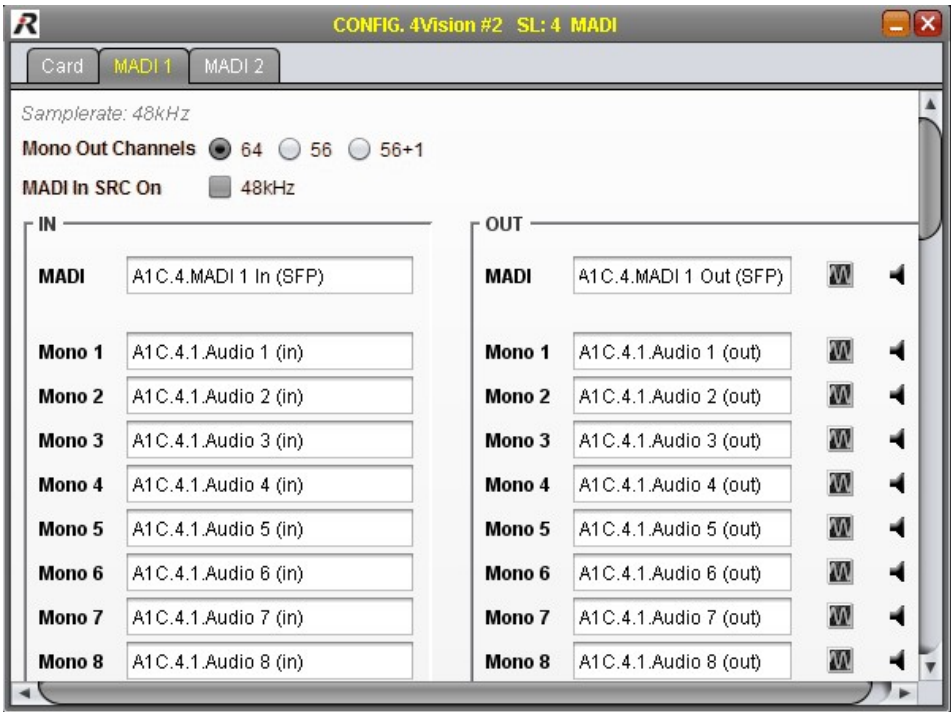 R CONFIG. 4Vision #2 SL: 4 MADI
Card MADI 1 MADI 2
Samplerate: 48kHz
Mono Out Channels 64 56 56+1
MADI In SRC On 48kHz
IN OUT
MADI A1C.4.MADI 1 In (SFP) MADI A1C.4.MADI 1 Out (SFP)
Mono 1 A1C.4.1.Audio 1 (in) Mono 1 A1C.4.1.Audio 1 (out)
Mono 2 A1C.4.1.Audio 2 (in) Mono 2 A1C.4.1.Audio 2 (out)
Mono 3 A1C.4.1.Audio 3 (in) Mono 3 A1C.4.1.Audio 3 (out)
Mono 4 A1C.4.1.Audio 4 (in) Mono 4 A1C.4.1.Audio 4 (out)
Mono 5 A1C.4.1.Audio 5 (in) Mono 5 A1C.4.1.Audio 5 (out)
Mono 6 A1C.4.1.Audio 6 (in) Mono 6 A1C.4.1.Audio 6 (out)
Mono 7 A1C.4.1.Audio 7 (in) Mono 7 A1C.4.1.Audio 7 (out)
Mono 8 A1C.4.1.Audio 8 (in) Mono 8 A1C.4.1.Audio 8 (out)